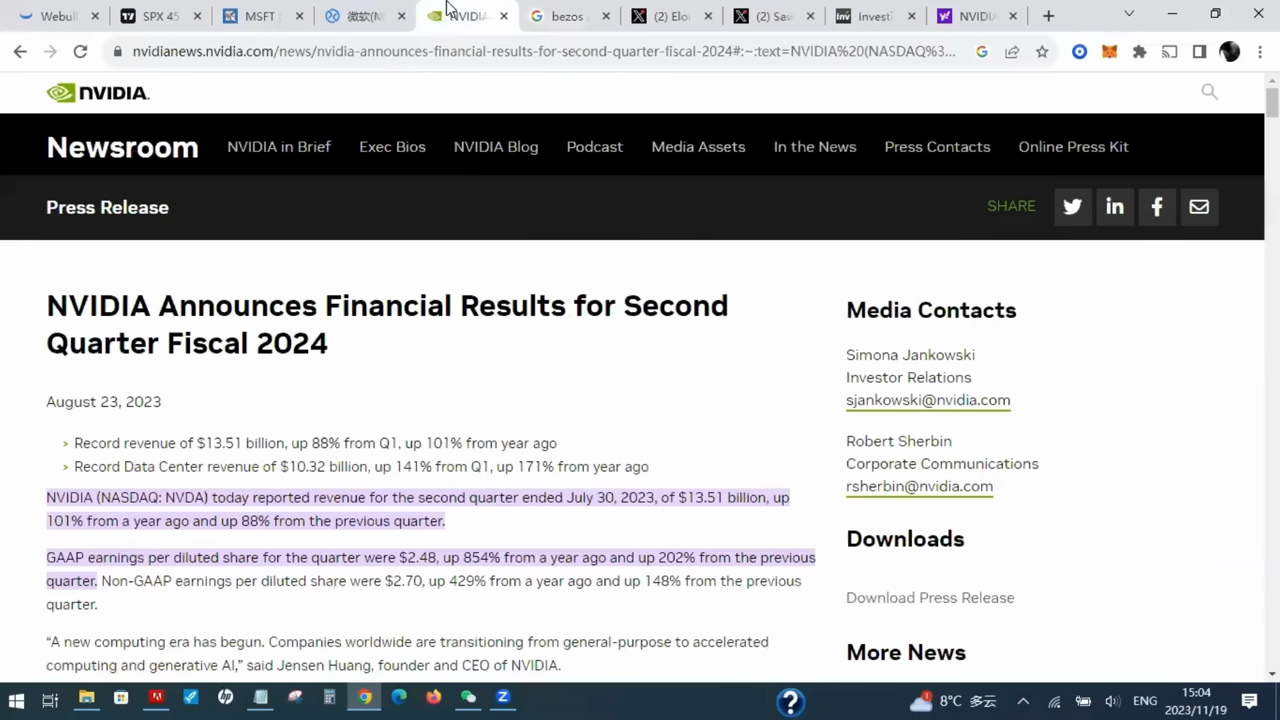 Webull
SPX 45
MSFT
微软(N
NVIDIA
bezos
(2) Elo
(2) Sav
Inv
Investi
NVIDI
nvidianews.nvidia.com/news/nvidia-announces-financial-results-for-second-quarter-fiscal-2024#:~:text=NVIDIA%20(NASDAQ%3...
NVIDIA.
Newsroom
NVIDIA in Brief
Exec Bios
NVIDIA Blog
Podcast
Media Assets
In the News
Press Contacts
Online Press Kit
Press Release
SHARE
NVIDIA Announces Financial Results for Second
Quarter Fiscal 2024
August 23, 2023
Record revenue of $13.51 billion, up 88% from Q1, up 101% from year ago
Record Data Center revenue of $10.32 billion, up 141% from Q1, up 171% from year ago
NVIDIA (NASDAQ: NVDA) today reported revenue for the second quarter ended July 30, 2023, of $13.51 billion, up
101% from a year ago and up 88% from the previous quarter.
GAAP earnings per diluted share for the quarter were $2.48, up 854% from a year ago and up 202% from the previous
quarter. Non-GAAP earnings per diluted share were $2.70, up 429% from a year ago and up 148% from the previous
quarter.
“A new computing era has begun. Companies worldwide are transitioning from general-purpose to accelerated
computing and generative AI,” said Jensen Huang, founder and CEO of NVIDIA.
Media Contacts
Simona Jankowski
Investor Relations
sjankowski@nvidia.com
Robert Sherbin
Corporate Communications
rsherbin@nvidia.com
Downloads
Download Press Release
More News
8°C 多云
ENG
15:04
2023/11/19